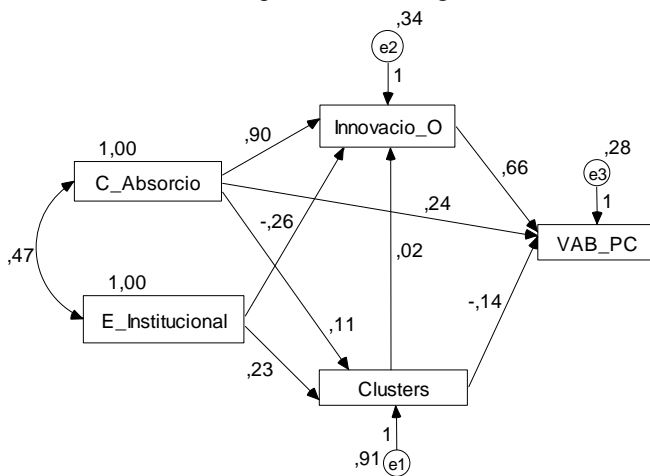 ,34
e2
1
Innovacio_O
,90
1,00
C_Absorcio
,66
,28
e3
1
VAB_PC
,24
-,26
,02
,47
1,00
E_Institucional
,11
-,14
,23
Clusters
1
,91
e1